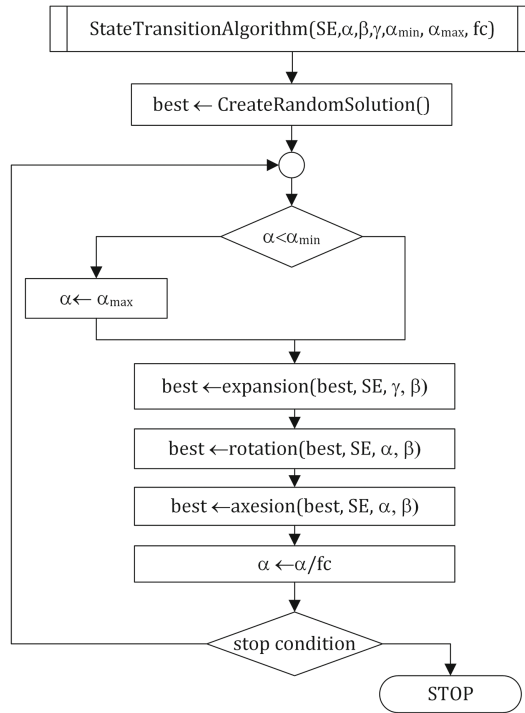 StateTransitionAlgorithm(SE,α,β,γ,αmin, αmax, fc)
best ← CreateRandomSolution()
α<αmin
α← αmax
best ←expansion(best, SE, γ, β)
best ←rotation(best, SE, α, β)
best ←axesion(best, SE, α, β)
α ←α/fc
stop condition
STOP